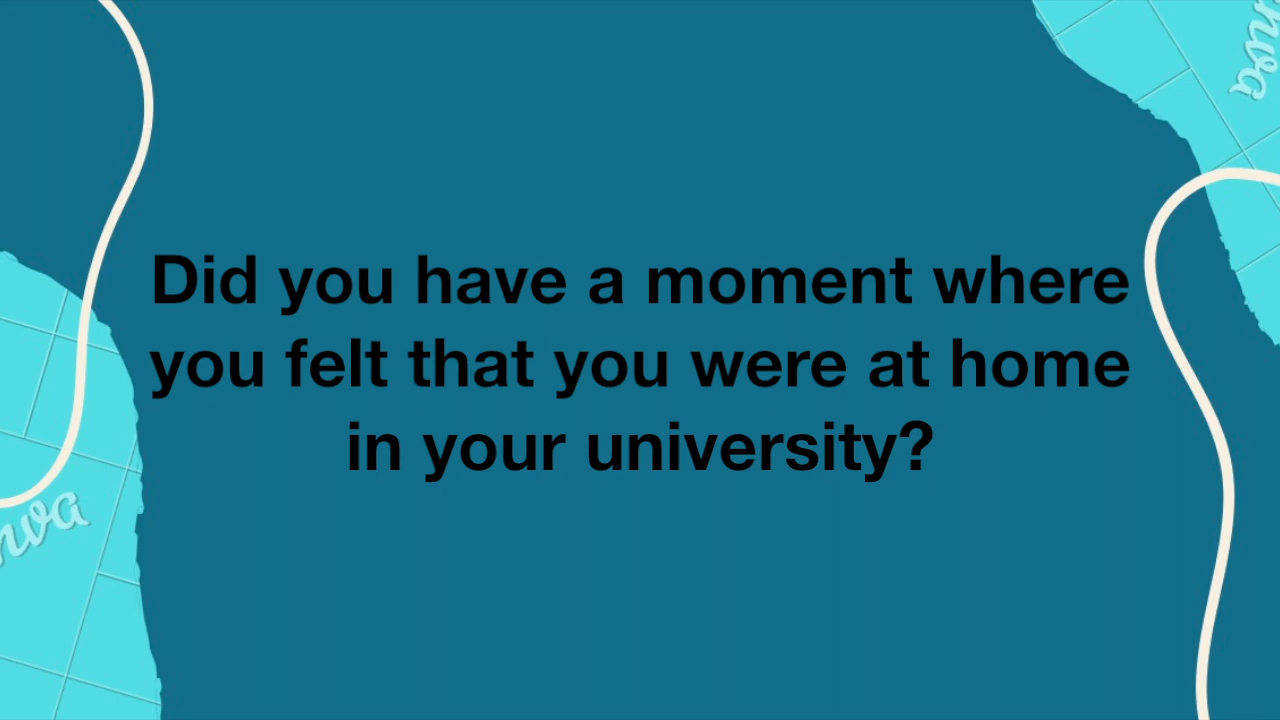 Did you have a moment where
you felt that you were at home
in your university?